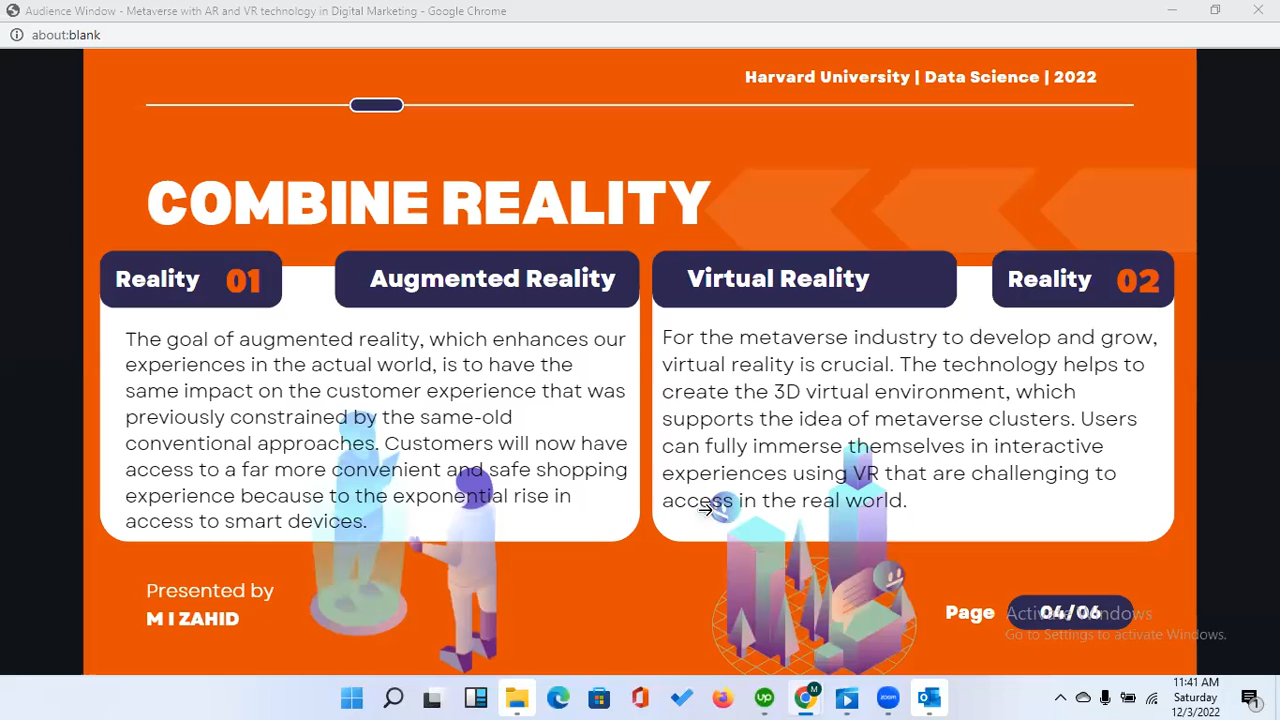 Audience Window - Metaverse with AR and VR technology in Digital Marketing - Google Chrome
about:blank
Harvard University | Data Science | 2022
COMBINE REALITY
Reality 01
Augmented Reality
The goal of augmented reality, which enhances our
experiences in the actual world, is to have the
same impact on the customer experience that was
previously constrained by the same-old
conventional approaches. Customers will now have
access to a far more convenient and safe shopping
experience because to the exponential rise in
access to smart devices.
Virtual Reality
Reality 02
For the metaverse industry to develop and grow,
virtual reality is crucial. The technology helps to
create the 3D virtual environment, which
supports the idea of metaverse clusters. Users
can fully immerse themselves in interactive
experiences using VR that are challenging to
access in the real world.
Presented by
M I ZAHID
Page 04/06
Activate Windows
Go to Settings to activate Windows.
11:41 AM
Saturday
12/3/2022